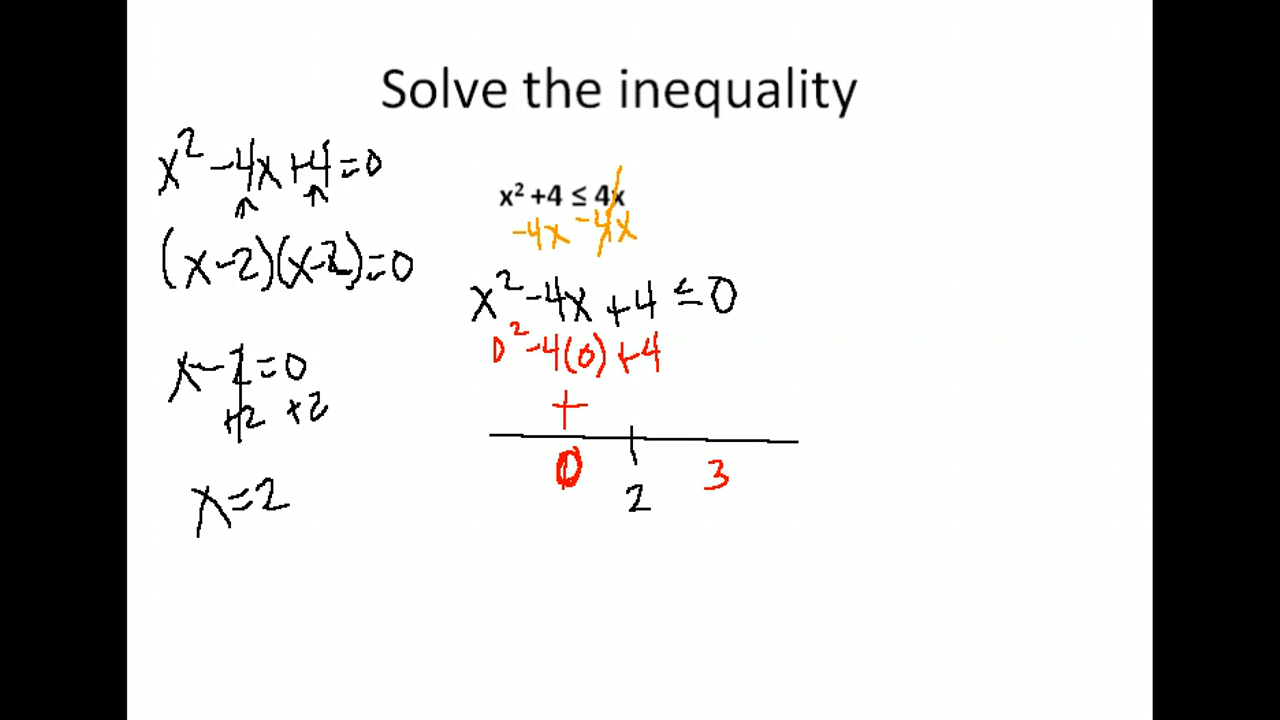 Solve the inequality
x² - 4x + 4 = 0
(x - 2)(x - 2) = 0
x - 2 = 0
+2 +2
x = 2
x² +4 ≤ 4x
-4x -4x
x² - 4x + 4 ≤ 0
0² - 4(0) + 4
+
0 3
2